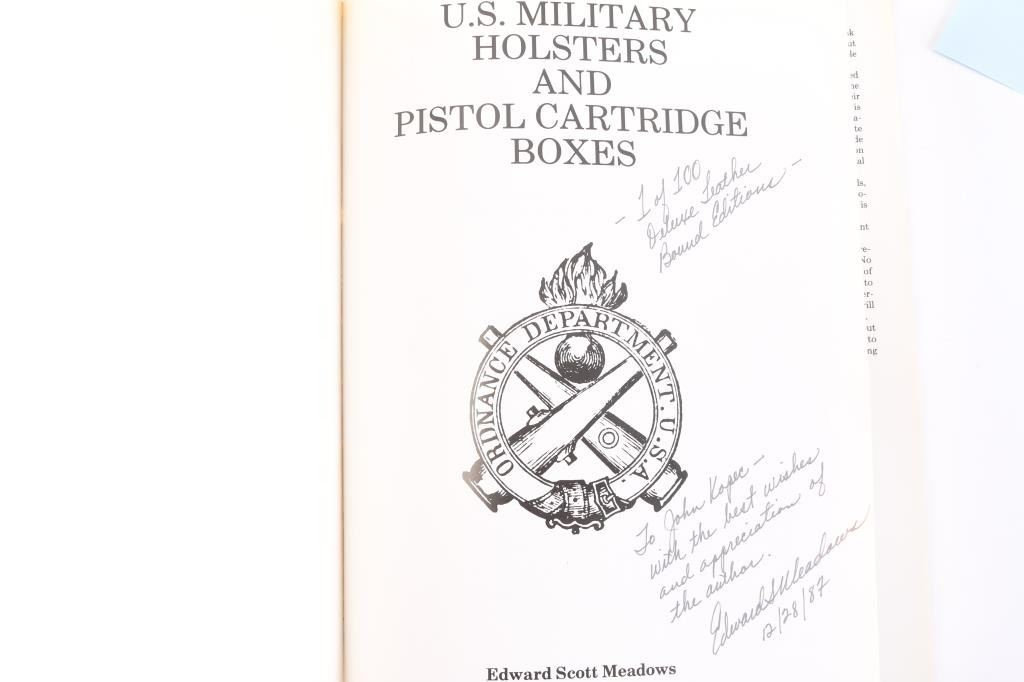 U.S. MILITARY
HOLSTERS
AND
PISTOL CARTRIDGE
BOXES
- 1 of 100
Deluxe Leather
Bound Editions -
ORDNANCE DEPARTMENT. U.S.A.
To John Kopec -
with the best wishes
and appreciation of
the author.
Edward S Meadows
12/28/87
Edward Scott Meadows